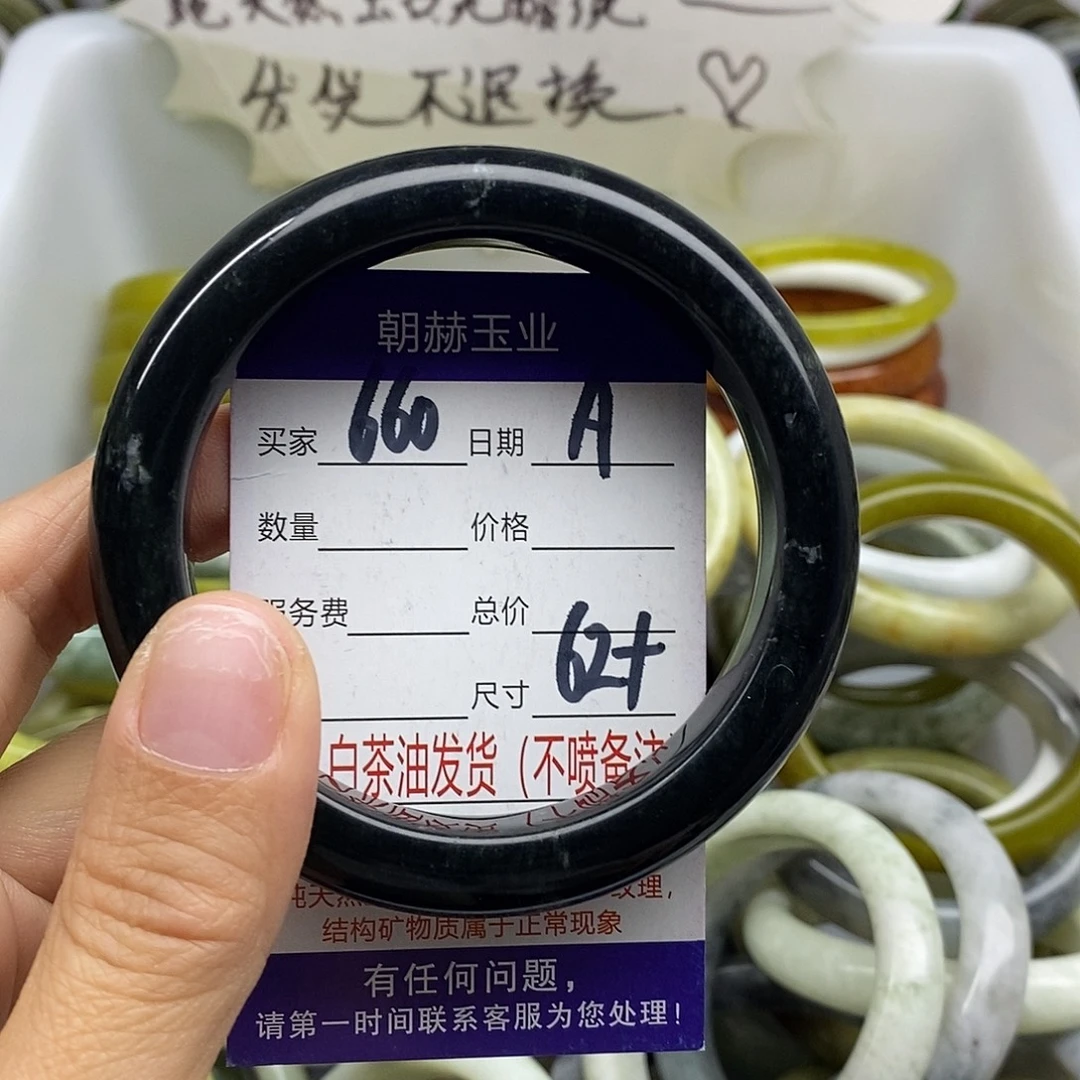 发货不退换
朝赫玉业
买家 660 日期 A
数量 价格
服务费 总价
尺寸 62+
白茶油发货（不喷备注
纹理，
结构矿物质属于正常现象
有任何问题，
请第一时间联系客服为您处理！